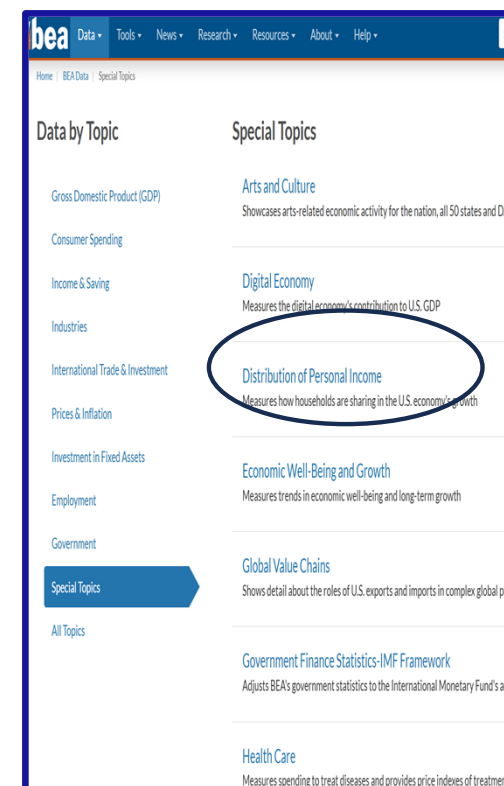 bea Data Tools News Research Resources About Help
Home | BEA Data | Special Topics
Data by Topic
Gross Domestic Product (GDP)
Consumer Spending
Income & Saving
Industries
International Trade & Investment
Prices & Inflation
Investment in Fixed Assets
Employment
Government
Special Topics
All Topics
Special Topics
Arts and Culture
Showcases arts-related economic activity for the nation, all 50 states and D
Digital Economy
Measures the digital economy's contribution to U.S. GDP
Distribution of Personal Income
Measures how households are sharing in the U.S. economy's growth
Economic Well-Being and Growth
Measures trends in economic well-being and long-term growth
Global Value Chains
Shows detail about the roles of U.S. exports and imports in complex global p
Government Finance Statistics-IMF Framework
Adjusts BEA's government statistics to the International Monetary Fund's a
Health Care
Measures spending to treat diseases and provides price indexes of treatmen